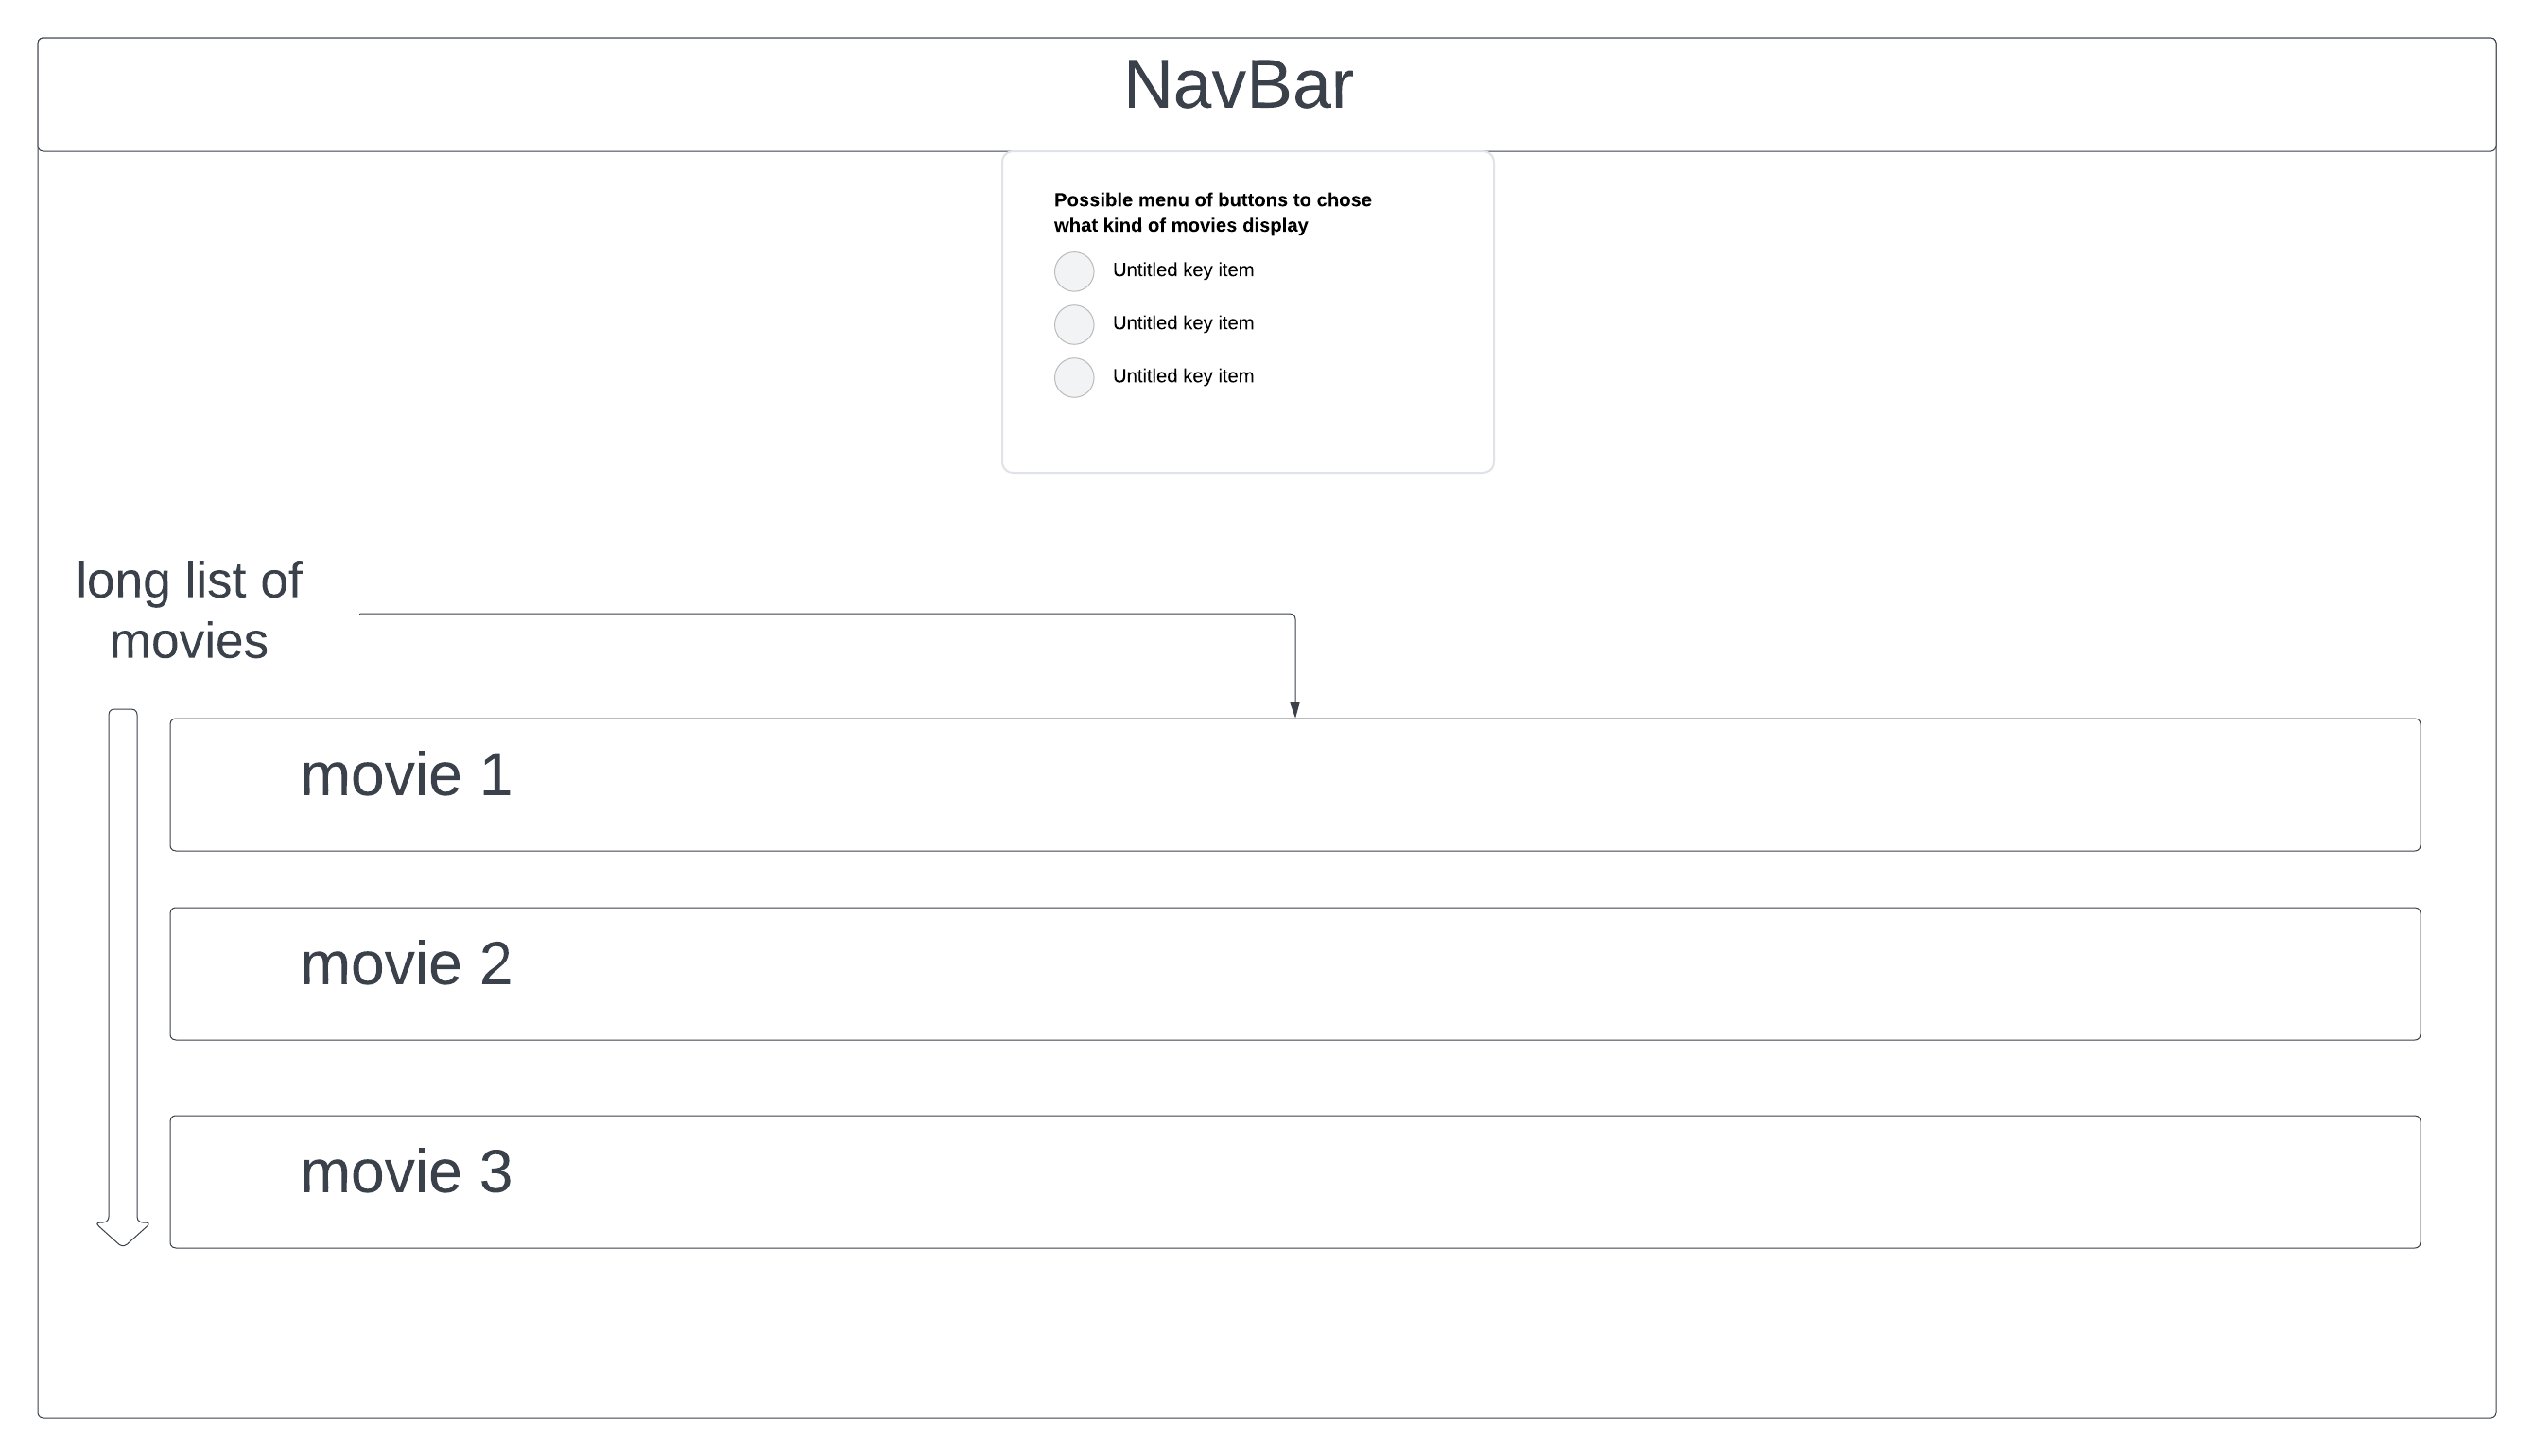 NavBar
Possible menu of buttons to chose
what kind of movies display
Untitled key item
Untitled key item
Untitled key item
long list of
movies
movie 1
movie 2
movie 3